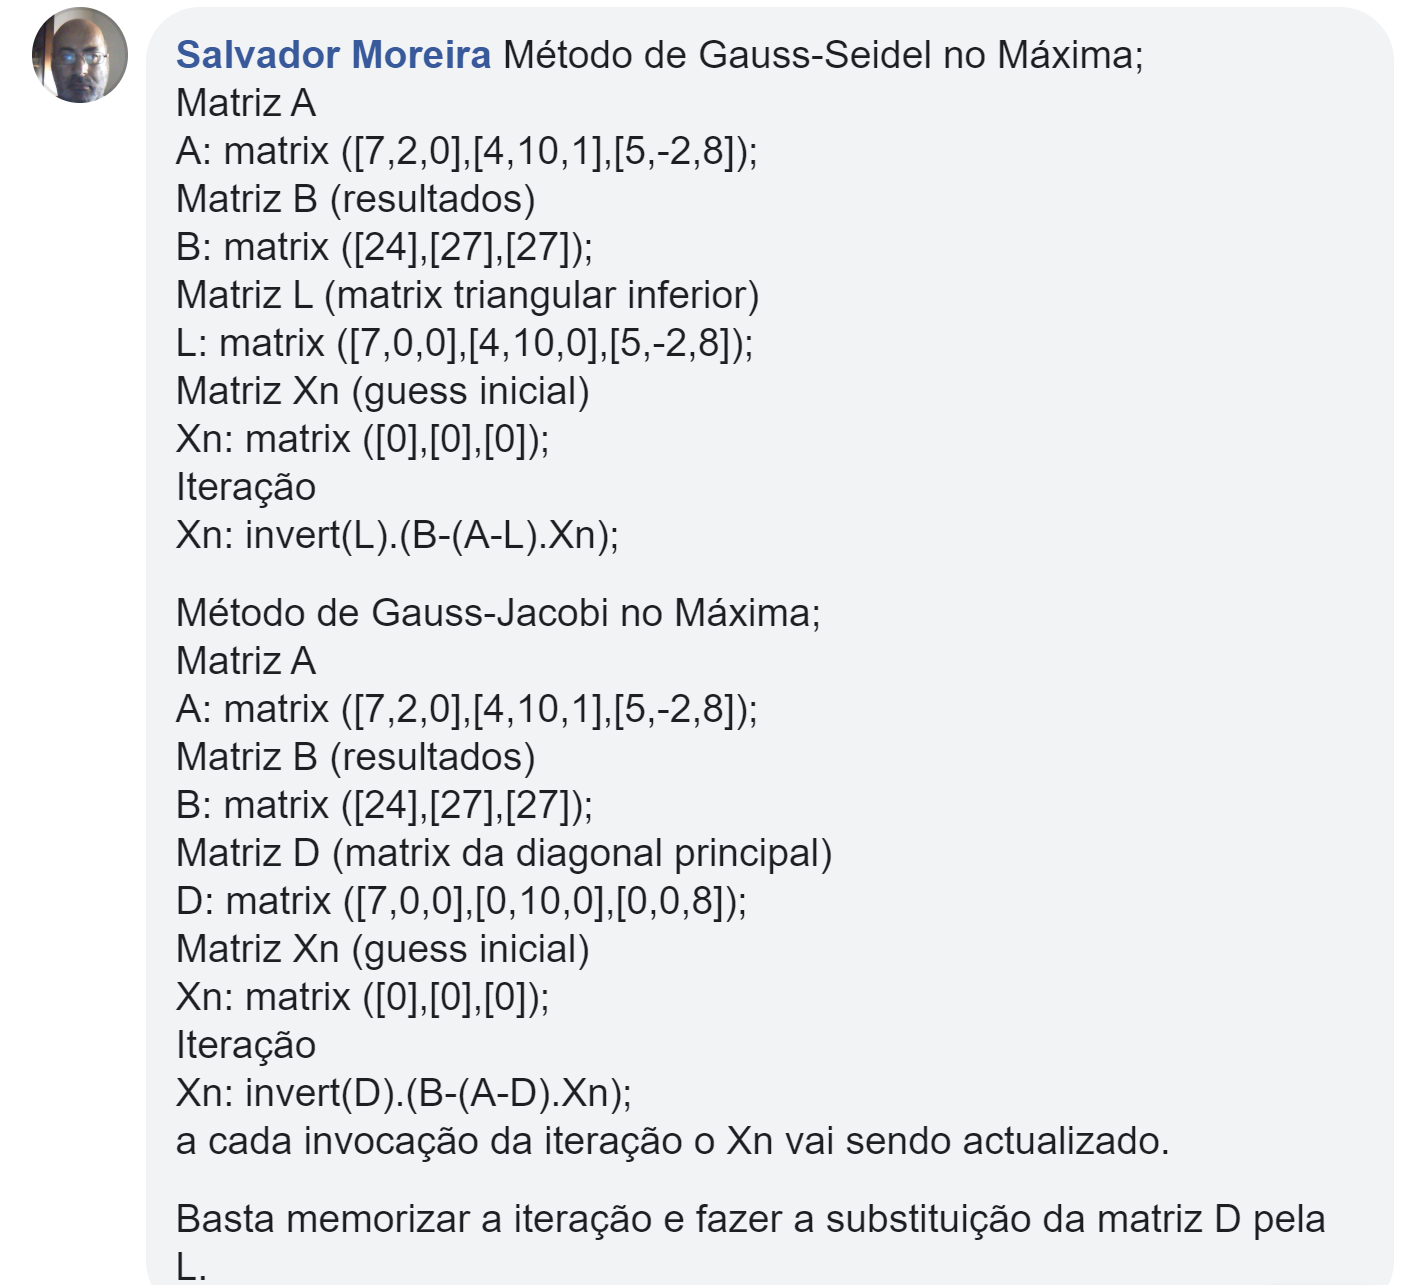 Salvador Moreira Método de Gauss-Seidel no Máxima;
Matriz A
A: matrix ([7,2,0],[4,10,1],[5,-2,8]);
Matriz B (resultados)
B: matrix ([24],[27],[27]);
Matriz L (matrix triangular inferior)
L: matrix ([7,0,0],[4,10,0],[5,-2,8]);
Matriz Xn (guess inicial)
Xn: matrix ([0],[0],[0]);
Iteração
Xn: invert(L).(B-(A-L).Xn);
Método de Gauss-Jacobi no Máxima;
Matriz A
A: matrix ([7,2,0],[4,10,1],[5,-2,8]);
Matriz B (resultados)
B: matrix ([24],[27],[27]);
Matriz D (matrix da diagonal principal)
D: matrix ([7,0,0],[0,10,0],[0,0,8]);
Matriz Xn (guess inicial)
Xn: matrix ([0],[0],[0]);
Iteração
Xn: invert(D).(B-(A-D).Xn);
a cada invocação da iteração o Xn vai sendo actualizado.
Basta memorizar a iteração e fazer a substituição da matriz D pela
L.